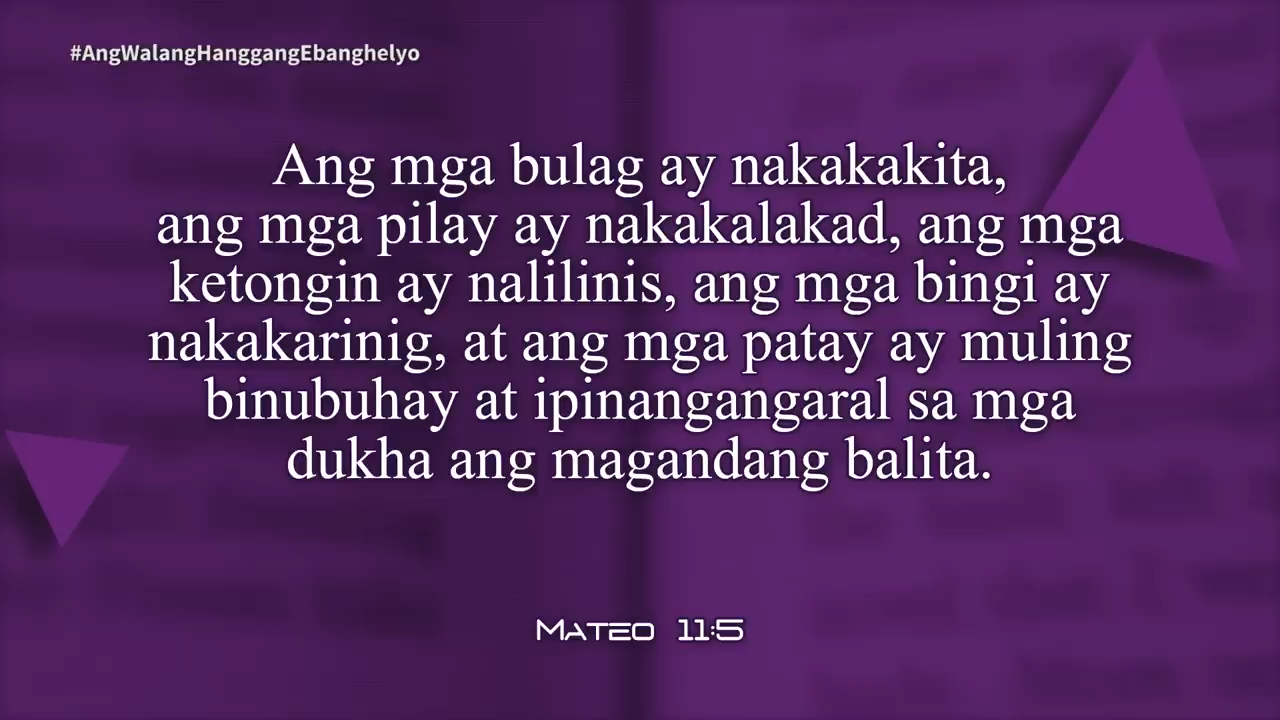 #AngWalangHanggangEbanghelyo
Ang mga bulag ay nakakakita,
ang mga pilay ay nakakalakad, ang mga
ketongin ay nalilinis, ang mga bingi ay
nakakarinig, at ang mga patay ay muling
binubuhay at ipinangangaral sa mga
dukha ang magandang balita.
Mateo 11:5